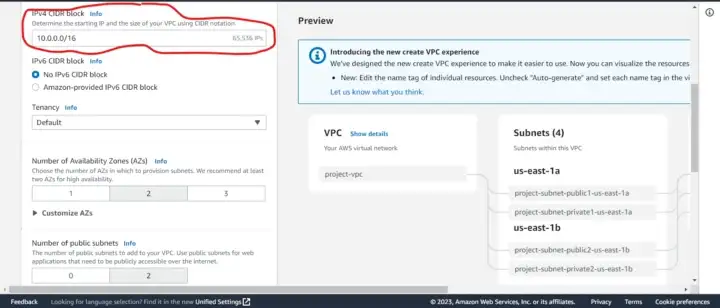 IPv4 CIDR block Info
Determine the starting IP and the size of your VPC using CIDR notation
10.0.0.0/16 65,536 IPs
IPv6 CIDR block Info
No IPv6 CIDR block
Amazon-provided IPv6 CIDR block
Tenancy Info
Default
Number of Availability Zones (AZs) Info
Choose the number of AZs in which to provision subnets. We recommend at least
two AZs for high availability.
1 2 3
Customize AZs
Number of public subnets Info
The number of public subnets to add to your VPC. Use public subnets for web
applications that need to be publicly accessible over the internet.
0 2
Preview
Introducing the new create VPC experience
We've designed the new create VPC experience to make it easier to use. Now you can visualize the resources
New: Edit the name tag of individual resources. Uncheck "Auto-generate" and set each name tag in the vi
Let us know what you think.
VPC Show details
Your AWS virtual network
project-vpc
Subnets (4)
Subnets within this VPC
us-east-1a
project-subnet-public1-us-east-1a
project-subnet-private1-us-east-1a
us-east-1b
project-subnet-public2-us-east-1b
project-subnet-private2-us-east-1b
Feedback Looking for language selection? Find it in the new Unified Settings © 2023, Amazon Web Services, Inc. or its affiliates. Privacy Terms Cookie preferences